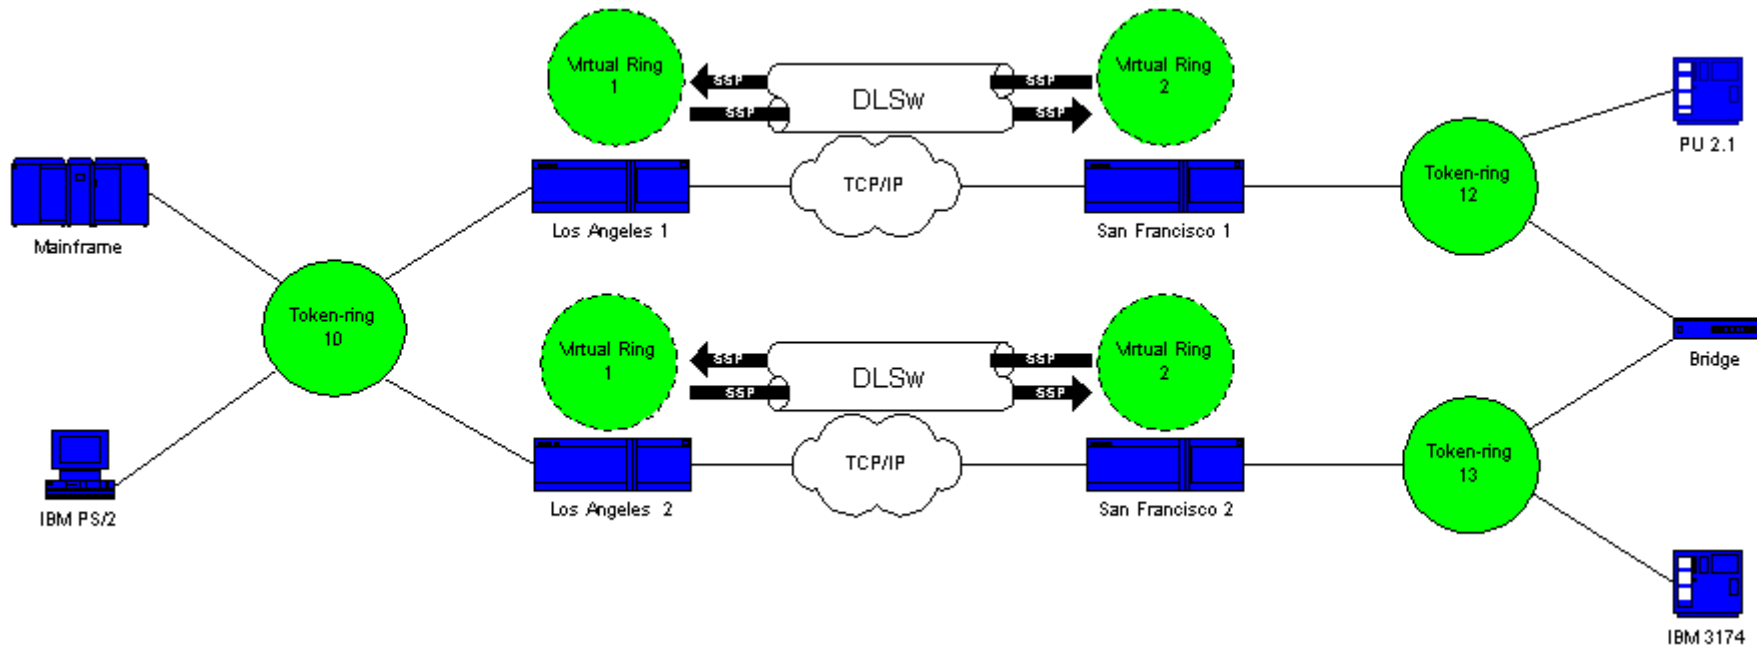 Virtual Ring
1
SSP
SSP
DLSw
SSP
SSP
Virtual Ring
2
PU 2.1
Mainframe
Los Angeles 1
TCP/IP
San Francisco 1
Token-ring
12
Token-ring
10
Virtual Ring
1
SSP
SSP
DLSw
SSP
SSP
Virtual Ring
2
Bridge
IBM PS/2
Los Angeles 2
TCP/IP
San Francisco 2
Token-ring
13
IBM 3174